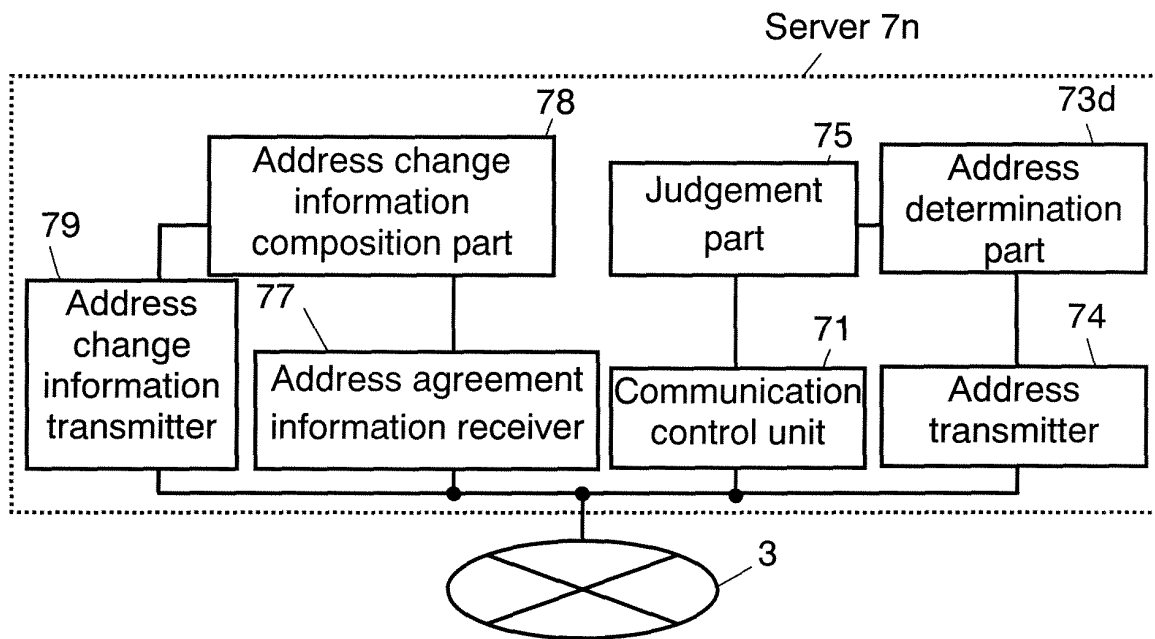 Server 7n
78
Address change
information
composition part
75
Judgement
part
73d
Address
determination
part
79
Address
change
information
transmitter
77
Address agreement
information receiver
71
Communication
control unit
74
Address
transmitter
3